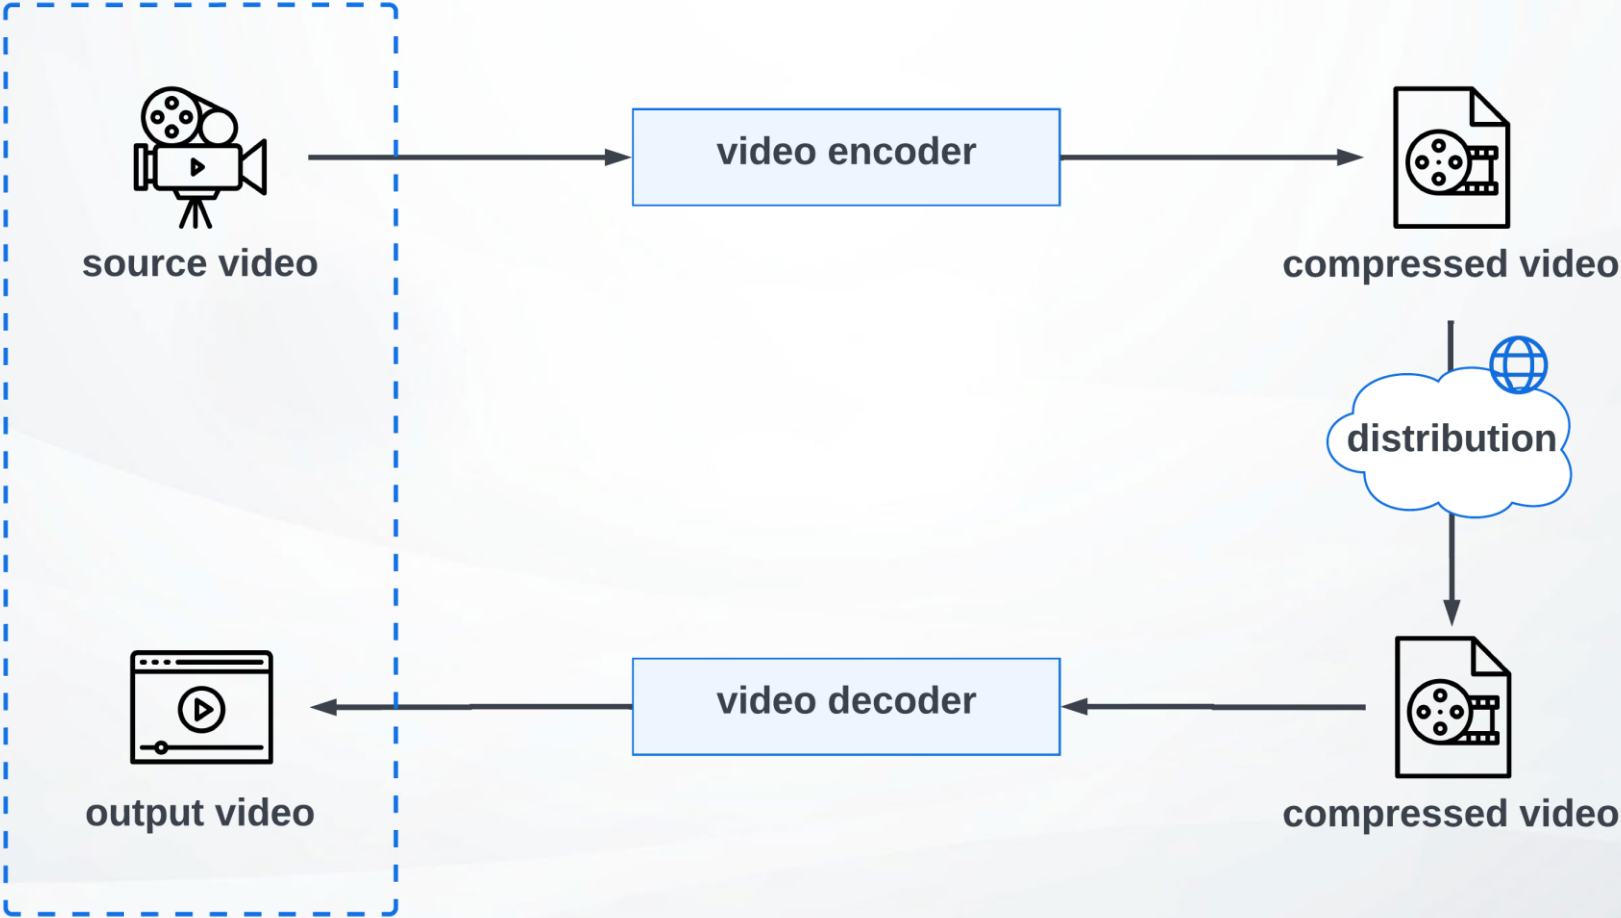 source video
video encoder
compressed video
distribution
output video
video decoder
compressed video